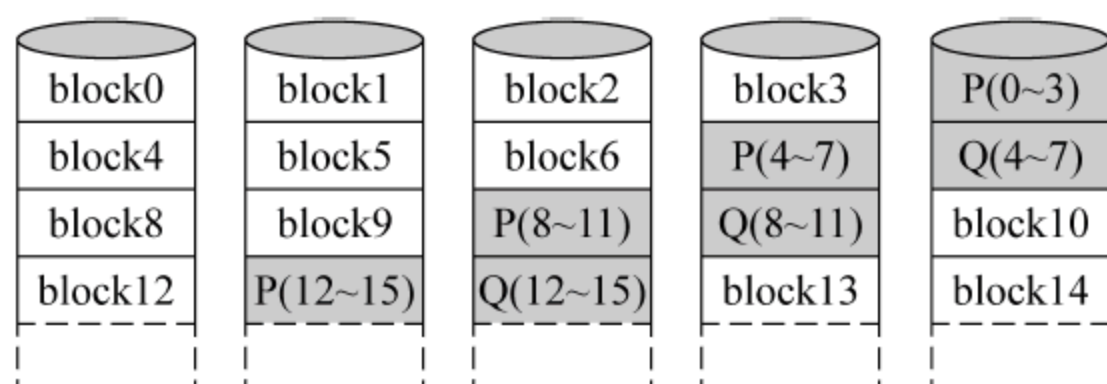 block0 block1 block2 block3 P(0~3)
block4 block5 block6 P(4~7) Q(4~7)
block8 block9 P(8~11) Q(8~11) block10
block12 P(12~15) Q(12~15) block13 block14